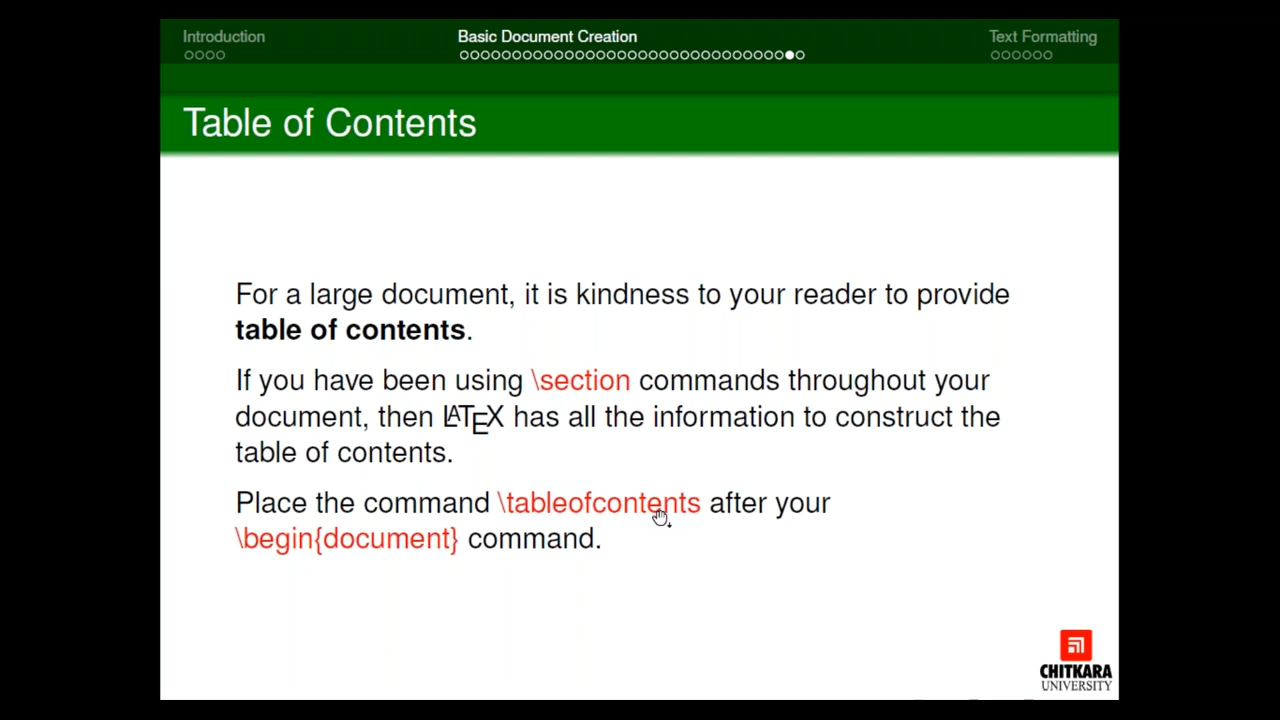 Introduction
Basic Document Creation
Text Formatting
Table of Contents
For a large document, it is kindness to your reader to provide
table of contents.
If you have been using \section commands throughout your
document, then LATEX has all the information to construct the
table of contents.
Place the command \tableofcontents after your
\begin{document} command.
CHITKARA
UNIVERSITY